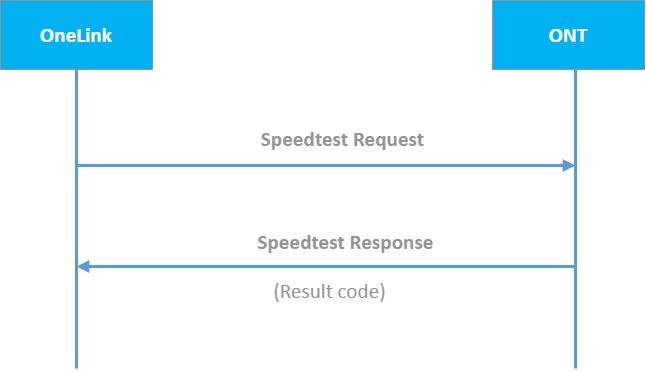 OneLink
ONT
Speedtest Request
Speedtest Response
(Result code)